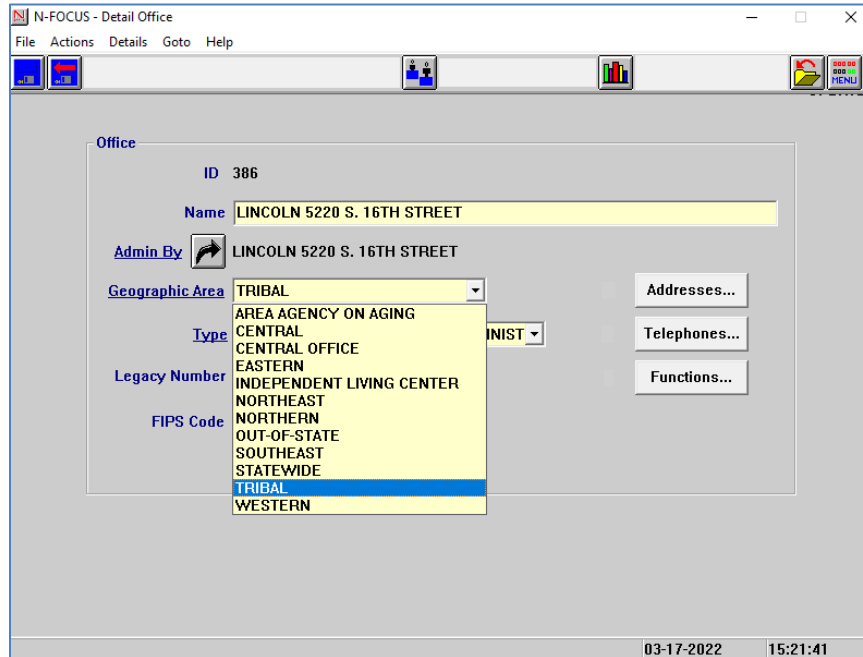 N-FOCUS - Detail Office
File Actions Details Goto Help
MENU
Office
ID 386
Name LINCOLN 5220 S. 16TH STREET
Admin By LINCOLN 5220 S. 16TH STREET
Geographic Area TRIBAL Addresses...
AREA AGENCY ON AGING
Type CENTRAL INIST Telephones...
CENTRAL OFFICE
EASTERN
Legacy Number INDEPENDENT LIVING CENTER Functions...
NORTHEAST
FIPS Code NORTHERN
OUT-OF-STATE
SOUTHEAST
STATEWIDE
TRIBAL
WESTERN
03-17-2022 15:21:41